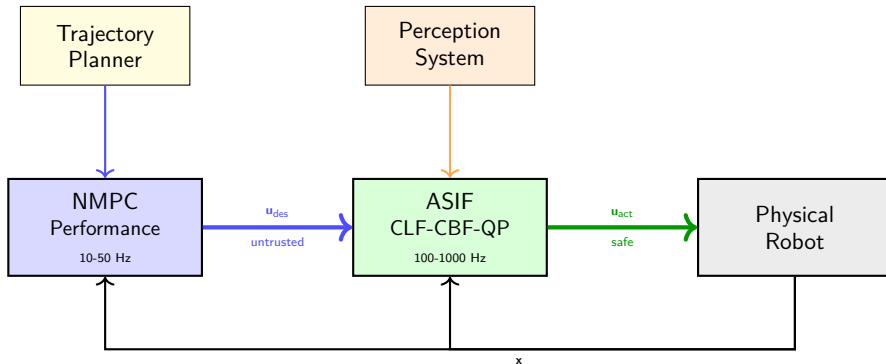 Trajectory
Planner
Perception
System
NMPC
Performance
10-50 Hz
u_des
untrusted
ASIF
CLF-CBF-QP
100-1000 Hz
u_act
safe
Physical
Robot
x